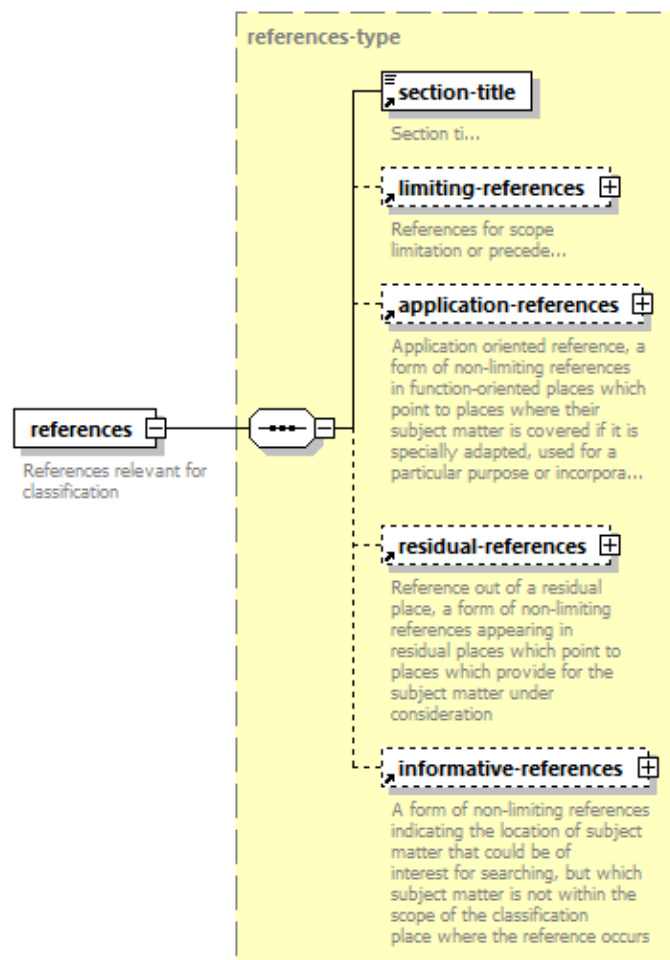 references-type
section-title
Section ti...
limiting-references
References for scope
limitation or precede...
application-references
Application oriented reference, a
form of non-limiting references
in function-oriented places which
point to places where their
subject matter is covered if it is
specially adapted, used for a
particular purpose or incorpora...
references
References relevant for
classification
residual-references
Reference out of a residual
place, a form of non-limiting
references appearing in
residual places which point to
places which provide for the
subject matter under
consideration
informative-references
A form of non-limiting references
indicating the location of subject
matter that could be of
interest for searching, but which
subject matter is not within the
scope of the classification
place where the reference occurs